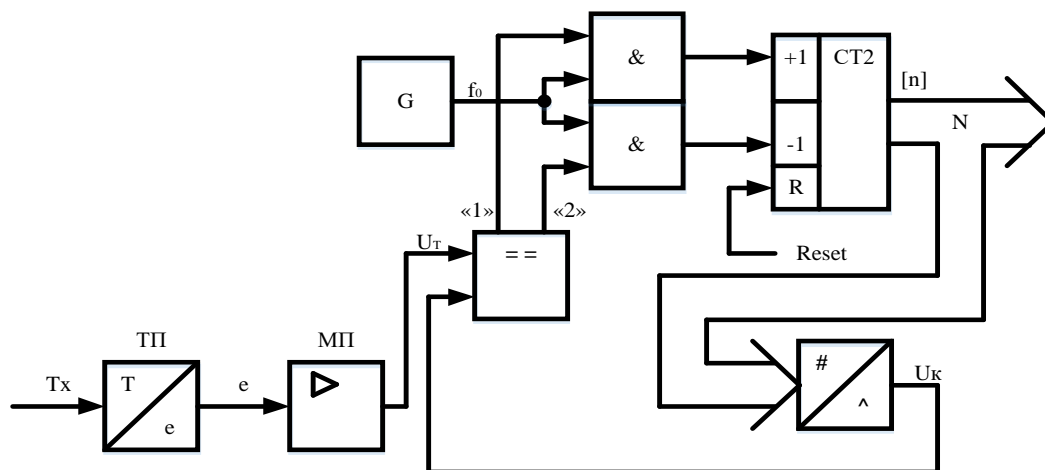 &
+1
CT2
[n]
G
f₀
N
&
-1
R
«1»
«2»
Uт
= =
Reset
ТП
МП
#
Uк
Tx
T
e
e
^